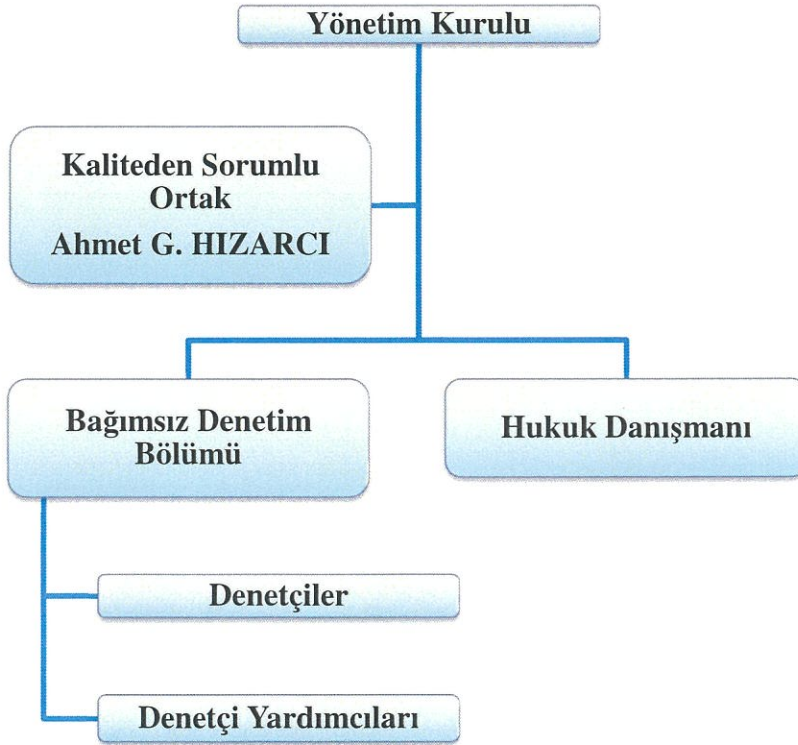 Yönetim Kurulu
Kaliteden Sorumlu
Ortak
Ahmet G. HIZARCI
Bağımsız Denetim
Bölümü
Hukuk Danışmanı
Denetçiler
Denetçi Yardımcıları